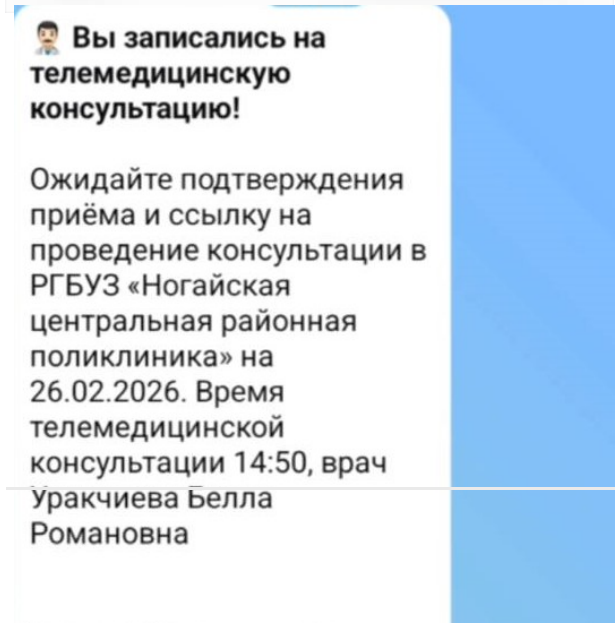 👨🏻‍⚕️ Вы записались на
телемедицинскую
консультацию!
Ожидайте подтверждения
приёма и ссылку на
проведение консультации в
РГБУЗ «Ногайская
центральная районная
поликлиника» на
26.02.2026. Время
телемедицинской
консультации 14:50, врач
Уракчиева Белла
Романовна